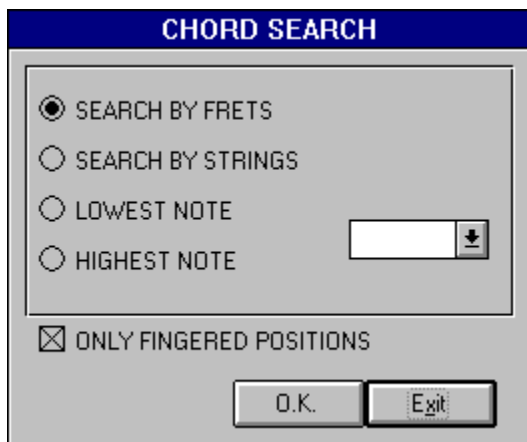 CHORD SEARCH
SEARCH BY FRETS
SEARCH BY STRINGS
LOWEST NOTE
HIGHEST NOTE
ONLY FINGERED POSITIONS
O.K. Exit